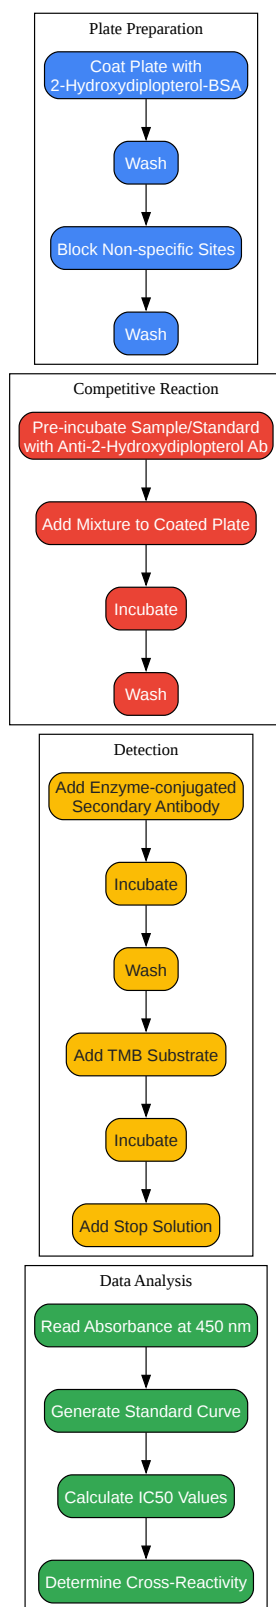 Plate Preparation
Coat Plate with
2-Hydroxydiplopterol-BSA
Wash
Block Non-specific Sites
Wash
Competitive Reaction
Pre-incubate Sample/Standard
with Anti-2-Hydroxydiplopterol Ab
Add Mixture to Coated Plate
Incubate
Wash
Detection
Add Enzyme-conjugated
Secondary Antibody
Incubate
Wash
Add TMB Substrate
Incubate
Add Stop Solution
Data Analysis
Read Absorbance at 450 nm
Generate Standard Curve
Calculate IC50 Values
Determine Cross-Reactivity